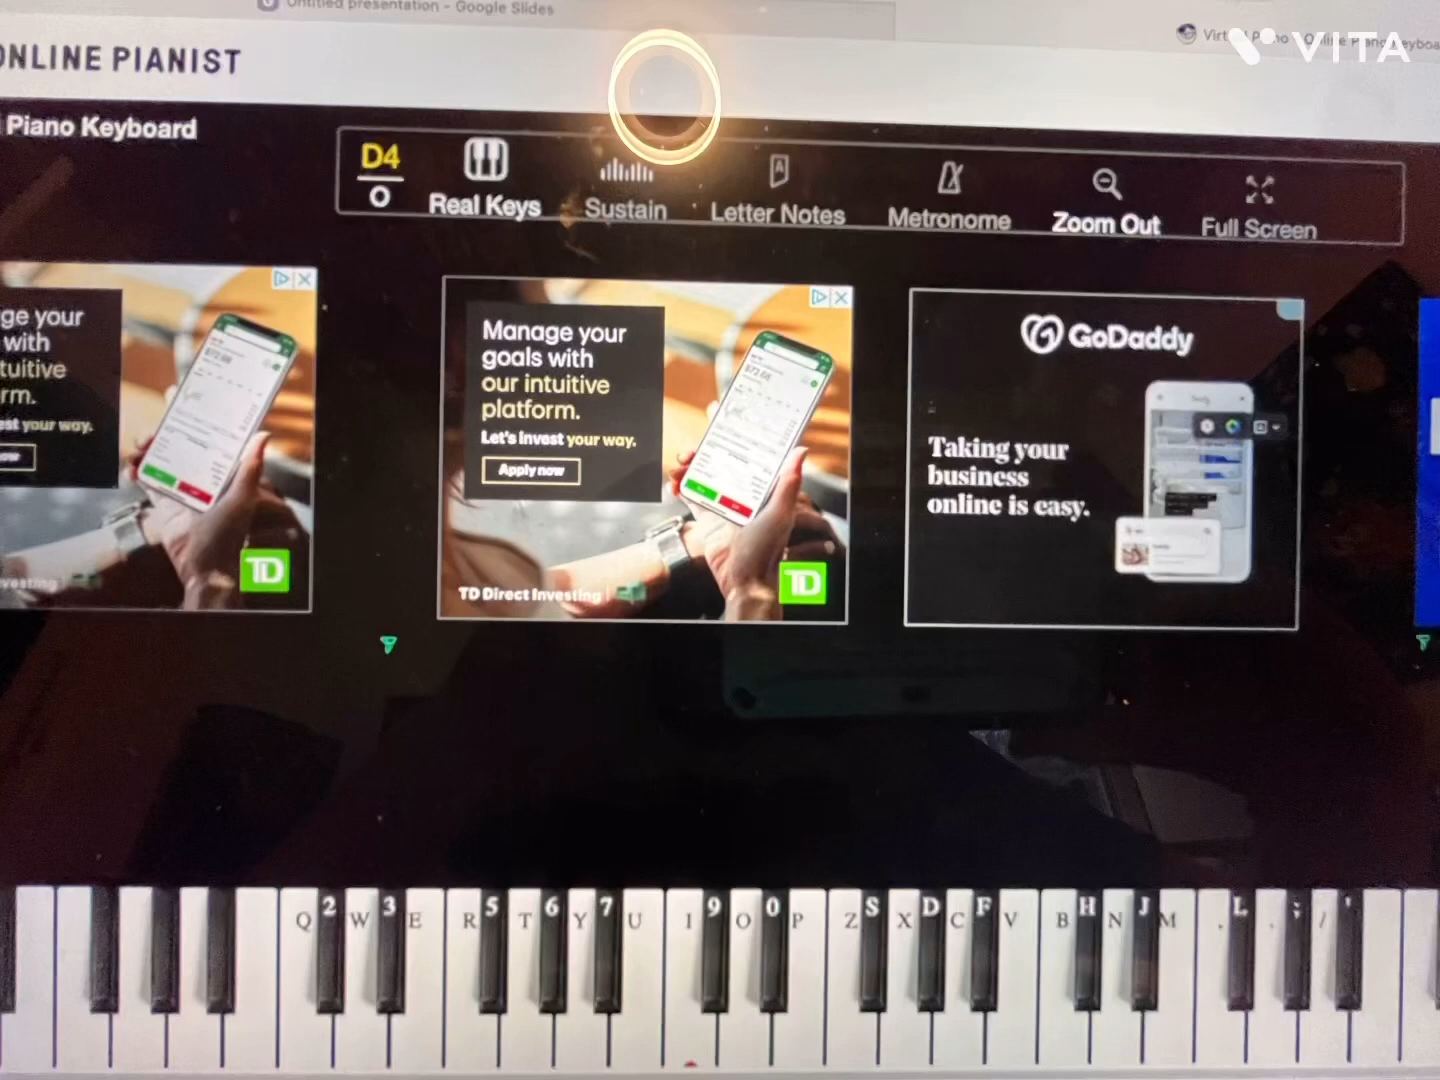 Untitled presentation - Google Slides
VITA
ONLINE PIANIST
Piano Keyboard
D4
O
Real Keys
Sustain
A
Letter Notes
Metronome
Zoom Out
Full Screen
ge your
with
tuitive
rm.
est your way.
Manage your
goals with
our intuitive
platform.
Let's invest your way.
Apply now
TD Direct Investing
TD
TD
GoDaddy
Taking your
business
online is easy.
2 3 5 6 7 9 0 S D F H J L ; '
Q W E R T Y U I O P Z X C V B N M , . /